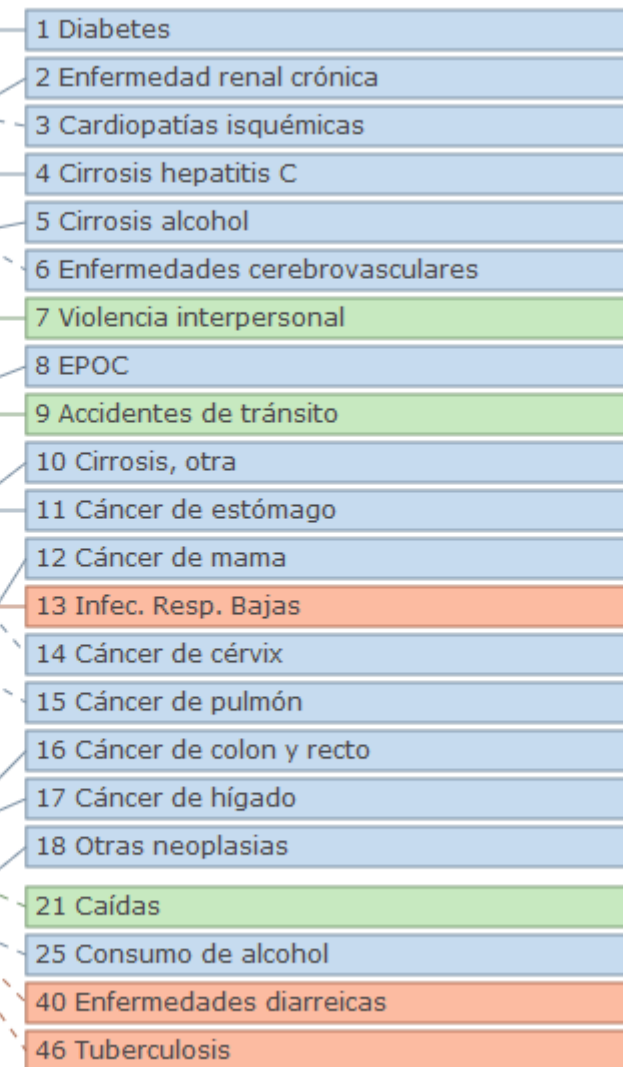 1 Diabetes
2 Enfermedad renal crónica
3 Cardiopatías isquémicas
4 Cirrosis hepatitis C
5 Cirrosis alcohol
6 Enfermedades cerebrovasculares
7 Violencia interpersonal
8 EPOC
9 Accidentes de tránsito
10 Cirrosis, otra
11 Cáncer de estómago
12 Cáncer de mama
13 Infec. Resp. Bajas
14 Cáncer de cérvix
15 Cáncer de pulmón
16 Cáncer de colon y recto
17 Cáncer de hígado
18 Otras neoplasias
21 Caídas
25 Consumo de alcohol
40 Enfermedades diarreicas
46 Tuberculosis